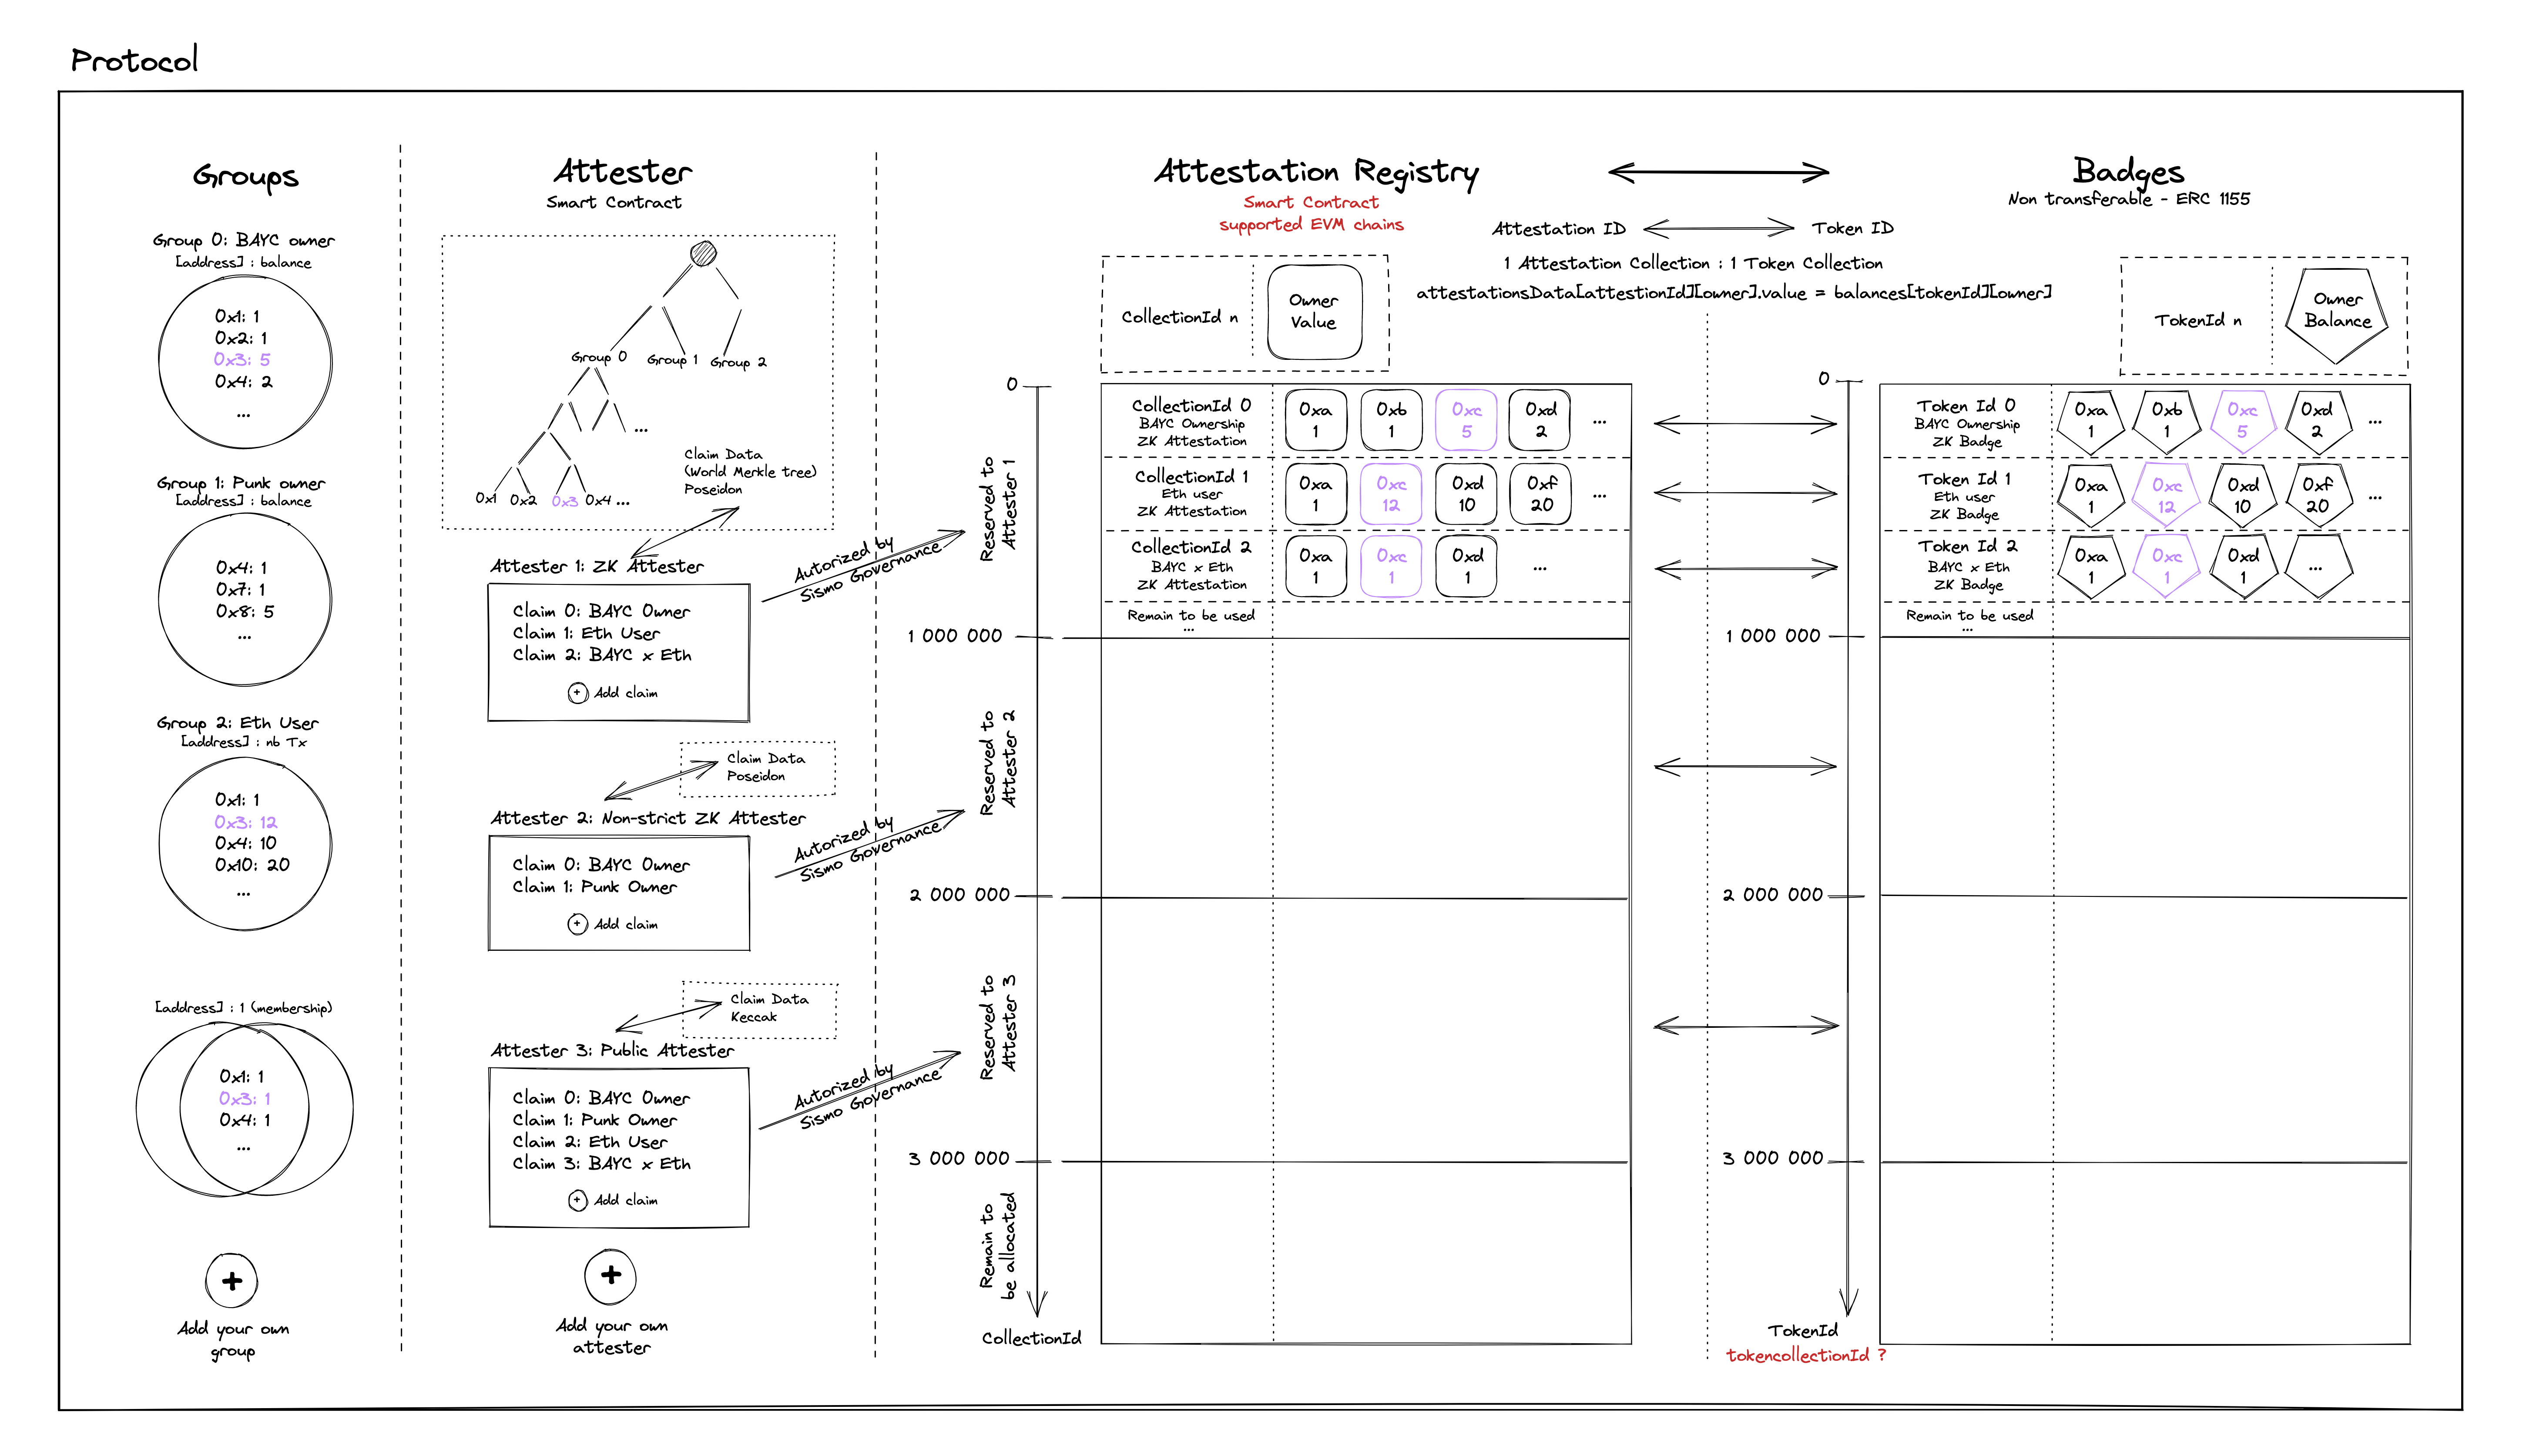 Protocol
Groups
Group 0: BAYC owner
[address] : balance
0x1: 1
0x2: 1
0x3: 5
0x4: 2
...
Group 1: Punk owner
[address] : balance
0x4: 1
0x7: 1
0x8: 5
...
Group 2: Eth User
[address] : nb Tx
0x1: 1
0x3: 12
0x4: 10
0x10: 20
...
[address] : 1 (membership)
0x1: 1
0x3: 1
0x4: 1
...
+
Add your own
group
Attester
Smart Contract
Group 0
Group 1
Group 2
...
Claim Data
(World Merkle tree)
Poseidon
0x1
0x2
0x3
0x4 ...
Attester 1: ZK Attester
Claim 0: BAYC Owner
Claim 1: Eth User
Claim 2: BAYC x Eth
+ Add claim
Autorized by
Sismo Governance
Claim Data
Poseidon
Attester 2: Non-strict ZK Attester
Claim 0: BAYC Owner
Claim 1: Punk Owner
+ Add claim
Autorized by
Sismo Governance
Claim Data
Keccak
Attester 3: Public Attester
Claim 0: BAYC Owner
Claim 1: Punk Owner
Claim 2: Eth User
Claim 3: BAYC x Eth
+ Add claim
Autorized by
Sismo Governance
+
Add your own
attester
Attestation Registry
Smart Contract
supported EVM chains
Attestation ID
Token ID
1 Attestation Collection : 1 Token Collection
attestationsData[attestionId][owner].value = balances[tokenId][owner]
CollectionId n
Owner
Value
0
Reserved to
Attester 1
1 000 000
Reserved to
Attester 2
2 000 000
Reserved to
Attester 3
3 000 000
Remain to
be allocated
CollectionId
CollectionId 0
BAYC Ownership
ZK Attestation
0xa
1
0xb
1
0xc
5
0xd
2
...
CollectionId 1
Eth user
ZK Attestation
0xa
1
0xc
12
0xd
10
0xf
20
...
CollectionId 2
BAYC x Eth
ZK Attestation
0xa
1
0xc
1
0xd
1
...
Remain to be used
...
Badges
Non transferable - ERC 1155
TokenId n
Owner
Balance
0
1 000 000
2 000 000
3 000 000
TokenId
tokencollectionId ?
Token Id 0
BAYC Ownership
ZK Badge
0xa
1
0xb
1
0xc
5
0xd
2
...
Token Id 1
Eth user
ZK Badge
0xa
1
0xc
12
0xd
10
0xf
20
...
Token Id 2
BAYC x Eth
ZK Badge
0xa
1
0xc
1
0xd
1
...
Remain to be used
...